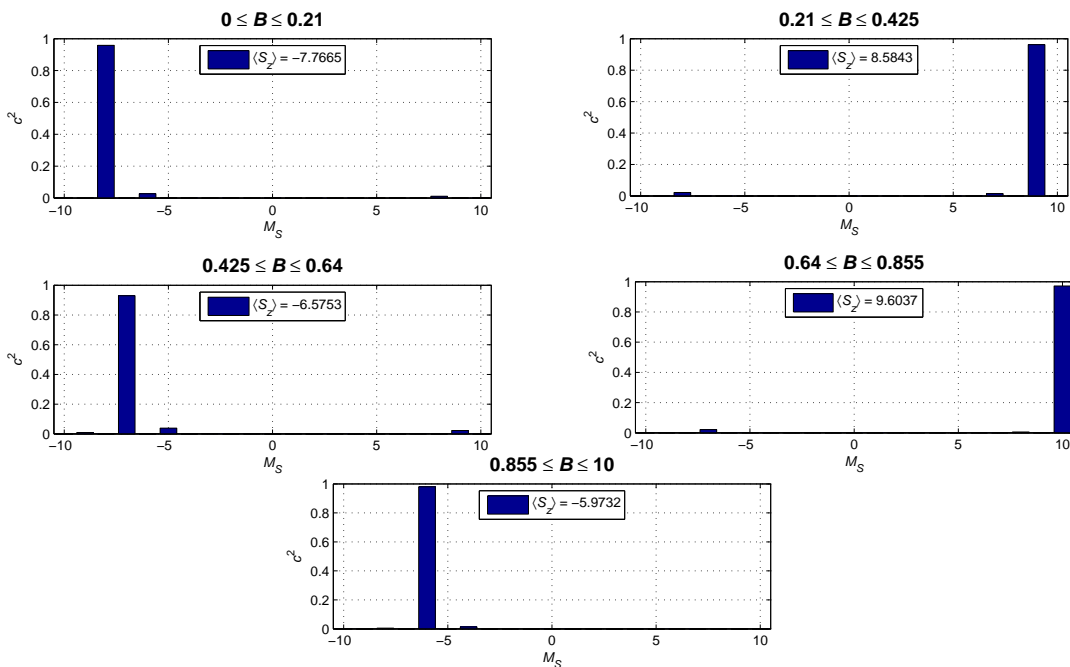 0 ≤ B ≤ 0.21
1
0.8
0.6
0.4
0.2
0
c²
⟨S_z⟩ = −7.7665
−10 −5 0 5 10
M_S
0.21 ≤ B ≤ 0.425
1
0.8
0.6
0.4
0.2
0
c²
⟨S_z⟩ = 8.5843
−10 −5 0 5 10
M_S
0.425 ≤ B ≤ 0.64
1
0.8
0.6
0.4
0.2
0
c²
⟨S_z⟩ = −6.5753
−10 −5 0 5 10
M_S
0.64 ≤ B ≤ 0.855
1
0.8
0.6
0.4
0.2
0
c²
⟨S_z⟩ = 9.6037
−10 −5 0 5 10
M_S
0.855 ≤ B ≤ 10
1
0.8
0.6
0.4
0.2
0
c²
⟨S_z⟩ = −5.9732
−10 −5 0 5 10
M_S